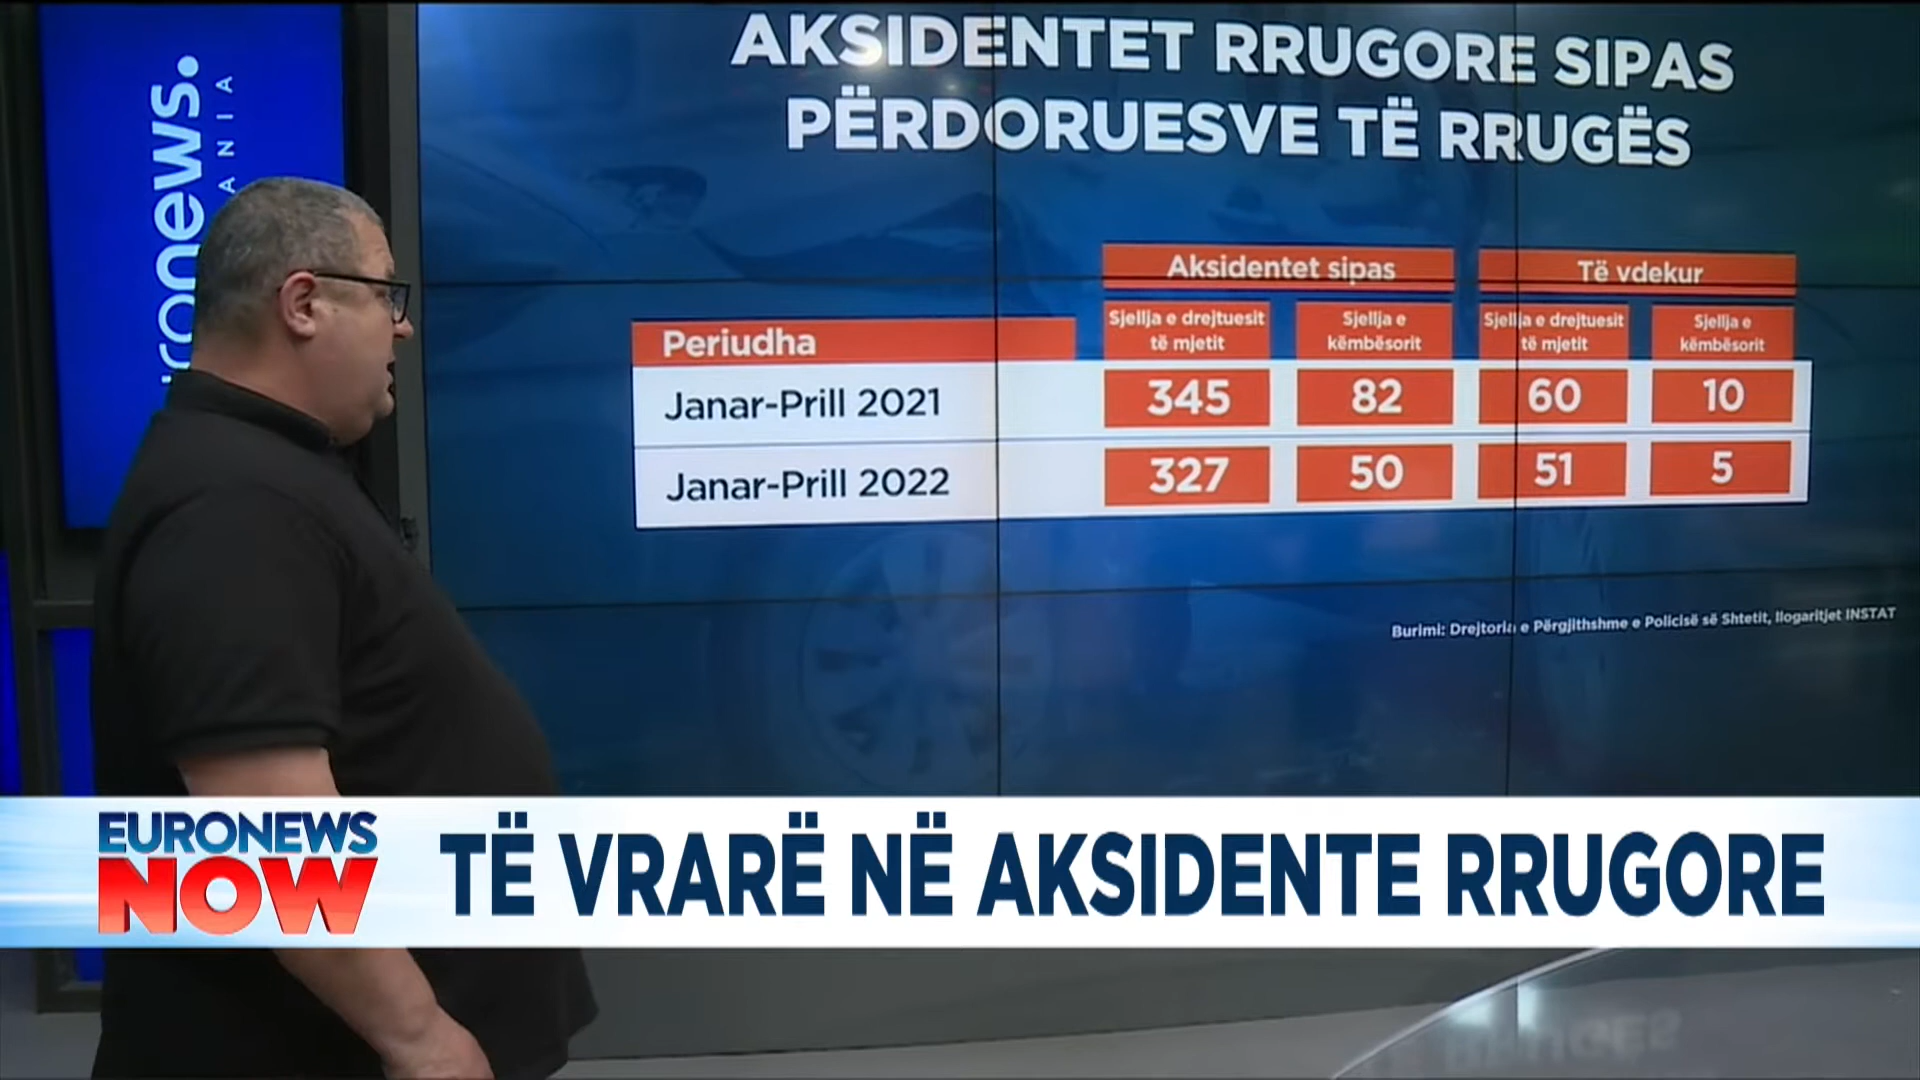 AKSIDENTET RRUGORE SIPAS
PËRDORUESVE TË RRUGËS
euronews.
ANIA
Aksidentet sipas
Të vdekur
Periudha
Sjellja e drejtuesit
të mjetit
Sjellja e
këmbësorit
Sjellja e drejtuesit
të mjetit
Sjellja e
këmbësorit
Janar-Prill 2021
345
82
60
10
Janar-Prill 2022
327
50
51
5
Burimi: Drejtoria e Përgjithshme e Policisë së Shtetit, llogaritjet INSTAT
EURONEWS
NOW
TË VRARË NË AKSIDENTE RRUGORE